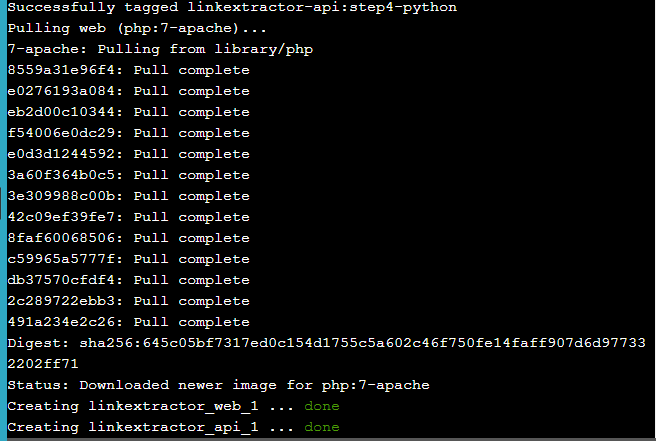 Successfully tagged linkextractor-api:step4-python
Pulling web (php:7-apache)...
7-apache: Pulling from library/php
8559a31e96f4: Pull complete
e0276193a084: Pull complete
eb2d00c10344: Pull complete
f54006e0dc29: Pull complete
e0d3d1244592: Pull complete
3a60f364b0c5: Pull complete
3e309988c00b: Pull complete
42c09ef39fe7: Pull complete
8faf60068506: Pull complete
c59965a5777f: Pull complete
db37570cfdf4: Pull complete
2c289722ebb3: Pull complete
491a234e2c26: Pull complete
Digest: sha256:645c05bf7317ed0c154d1755c5a602c46f750fe14faff907d6d97733
2202ff71
Status: Downloaded newer image for php:7-apache
Creating linkextractor_web_1 ... done
Creating linkextractor_api_1 ... done